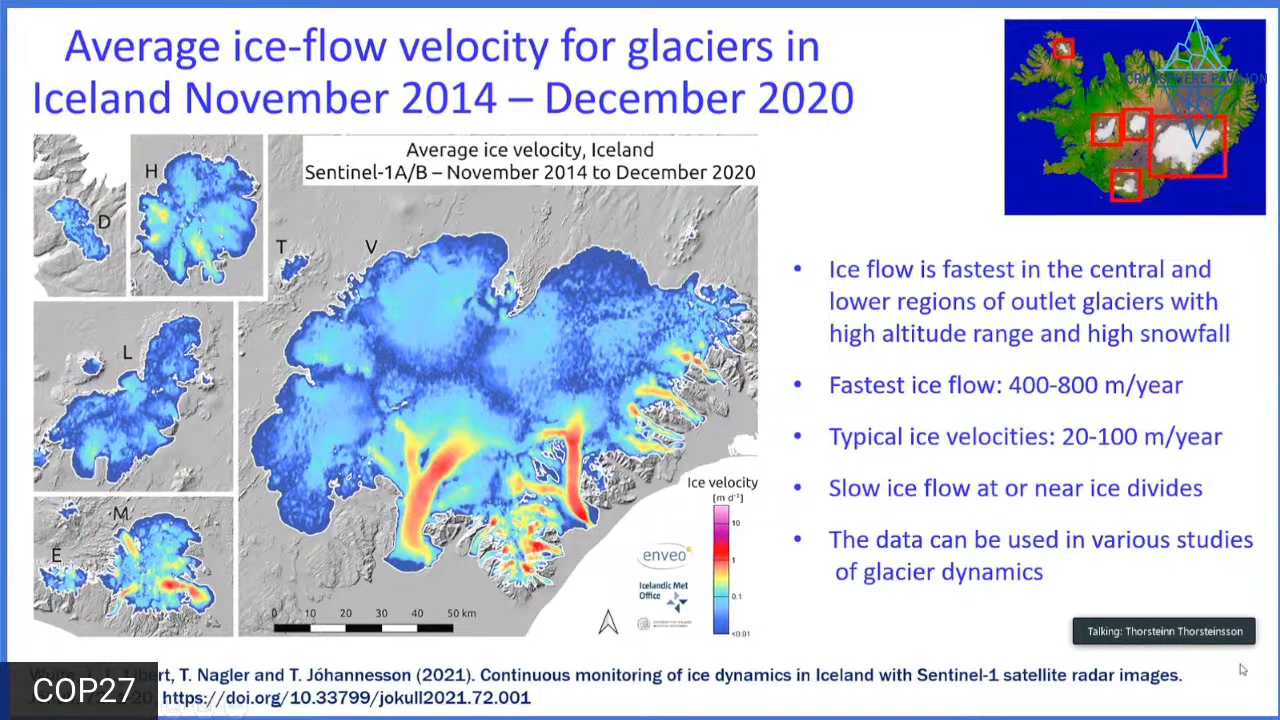 Average ice-flow velocity for glaciers in
Iceland November 2014 – December 2020
CRYOSPHERE PAVILION
Average ice velocity, Iceland
Sentinel-1A/B – November 2014 to December 2020
H
D
T
V
L
M
E
Ice velocity
[m d⁻¹]
10
1
0.1
<0.01
enveo
Icelandic Met
Office
0 10 20 30 40 50 km
• Ice flow is fastest in the central and
lower regions of outlet glaciers with
high altitude range and high snowfall
• Fastest ice flow: 400-800 m/year
• Typical ice velocities: 20-100 m/year
• Slow ice flow at or near ice divides
• The data can be used in various studies
of glacier dynamics
Talking: Thorsteinn Thorsteinsson
T. Nagler and T. Jóhannesson (2021). Continuous monitoring of ice dynamics in Iceland with Sentinel-1 satellite radar images.
https://doi.org/10.33799/jokull2021.72.001
COP27